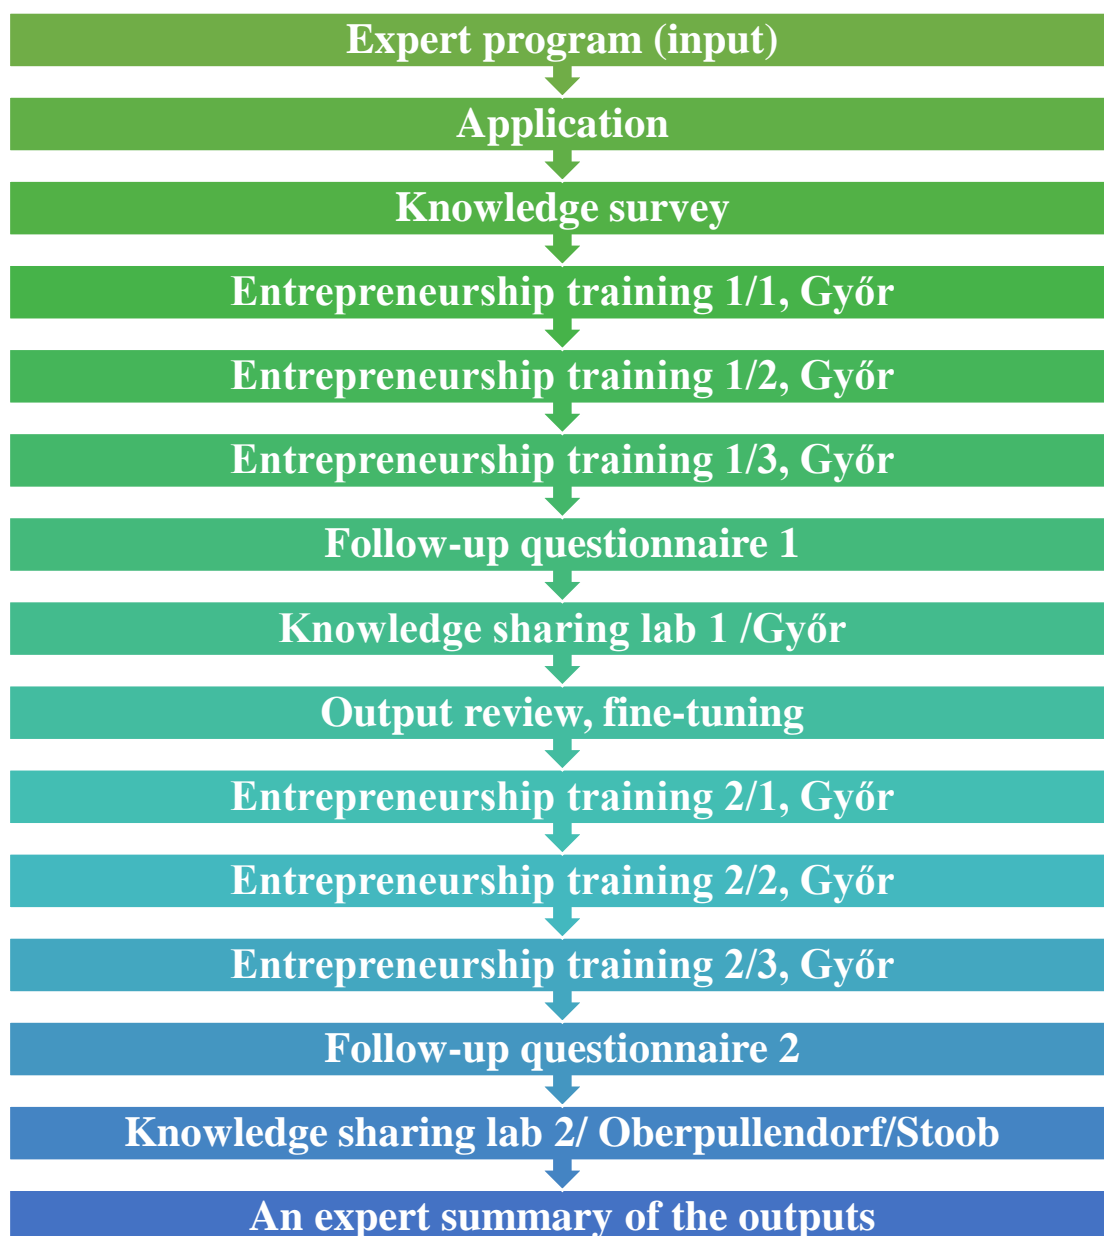 Expert program (input)
Application
Knowledge survey
Entrepreneurship training 1/1, Győr
Entrepreneurship training 1/2, Győr
Entrepreneurship training 1/3, Győr
Follow-up questionnaire 1
Knowledge sharing lab 1 /Győr
Output review, fine-tuning
Entrepreneurship training 2/1, Győr
Entrepreneurship training 2/2, Győr
Entrepreneurship training 2/3, Győr
Follow-up questionnaire 2
Knowledge sharing lab 2/ Oberpullendorf/Stoob
An expert summary of the outputs